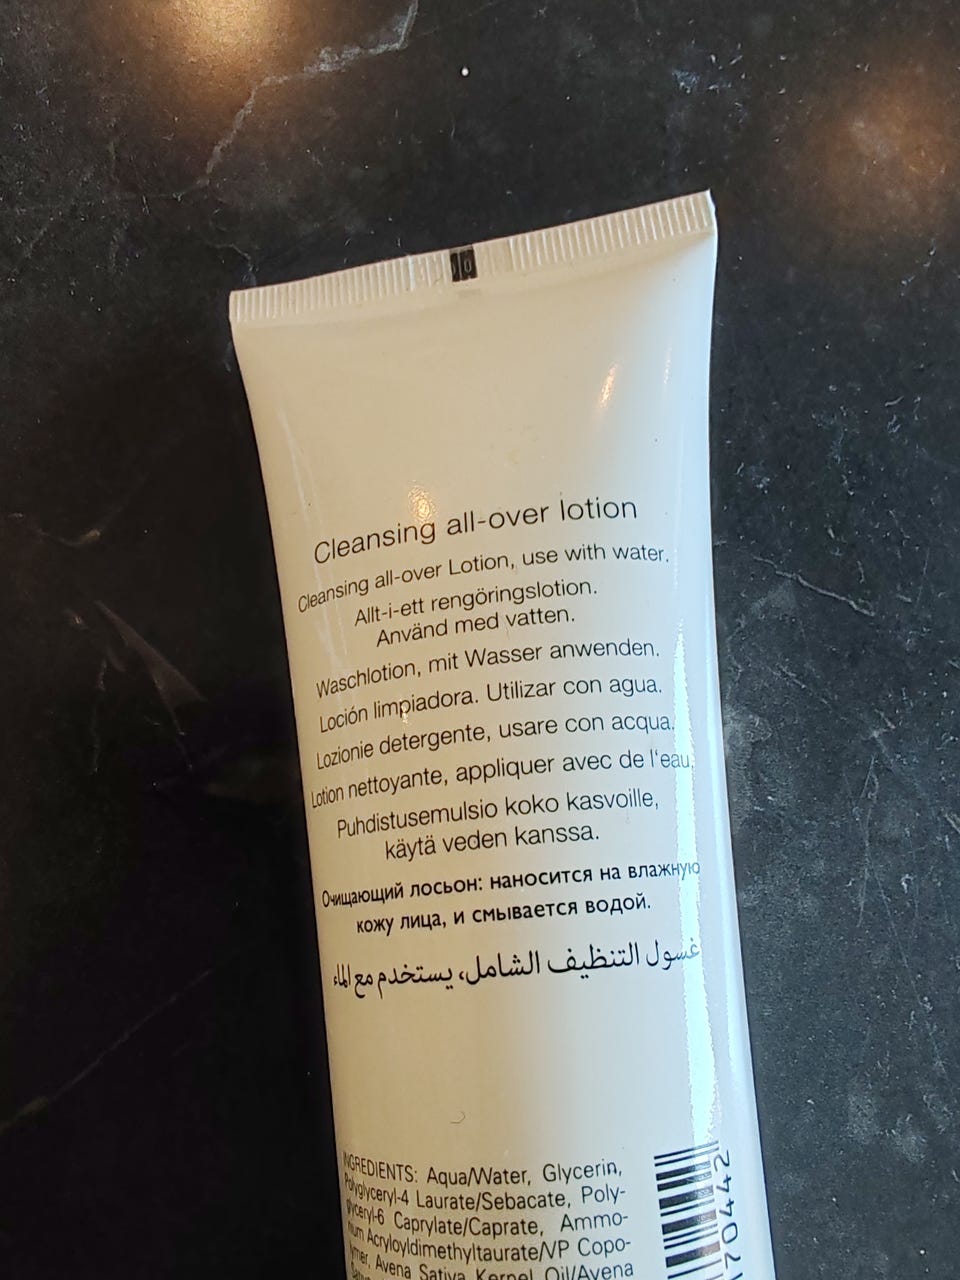 Cleansing all-over lotion
Cleansing all-over Lotion, use with water.
Allt-i-ett rengöringslotion.
Använd med vatten.
Waschlotion, mit Wasser anwenden.
Loción limpiadora. Utilizar con agua.
Lozionie detergente, usare con acqua.
Lotion nettoyante, appliquer avec de l'eau.
Puhdistusemulsio koko kasvoille,
käytä veden kanssa.
Очищающий лосьон: наносится на влажную
кожу лица, и смывается водой.
غسول التنظيف الشامل، يستخدم مع الماء
INGREDIENTS: Aqua/Water, Glycerin,
Polyglyceryl-4 Laurate/Sebacate, Poly-
glyceryl-6 Caprylate/Caprate, Ammo-
nium Acryloyldimethyltaurate/VP Copo-
lymer, Avena Sativa Kernel Oil/Avena
70442